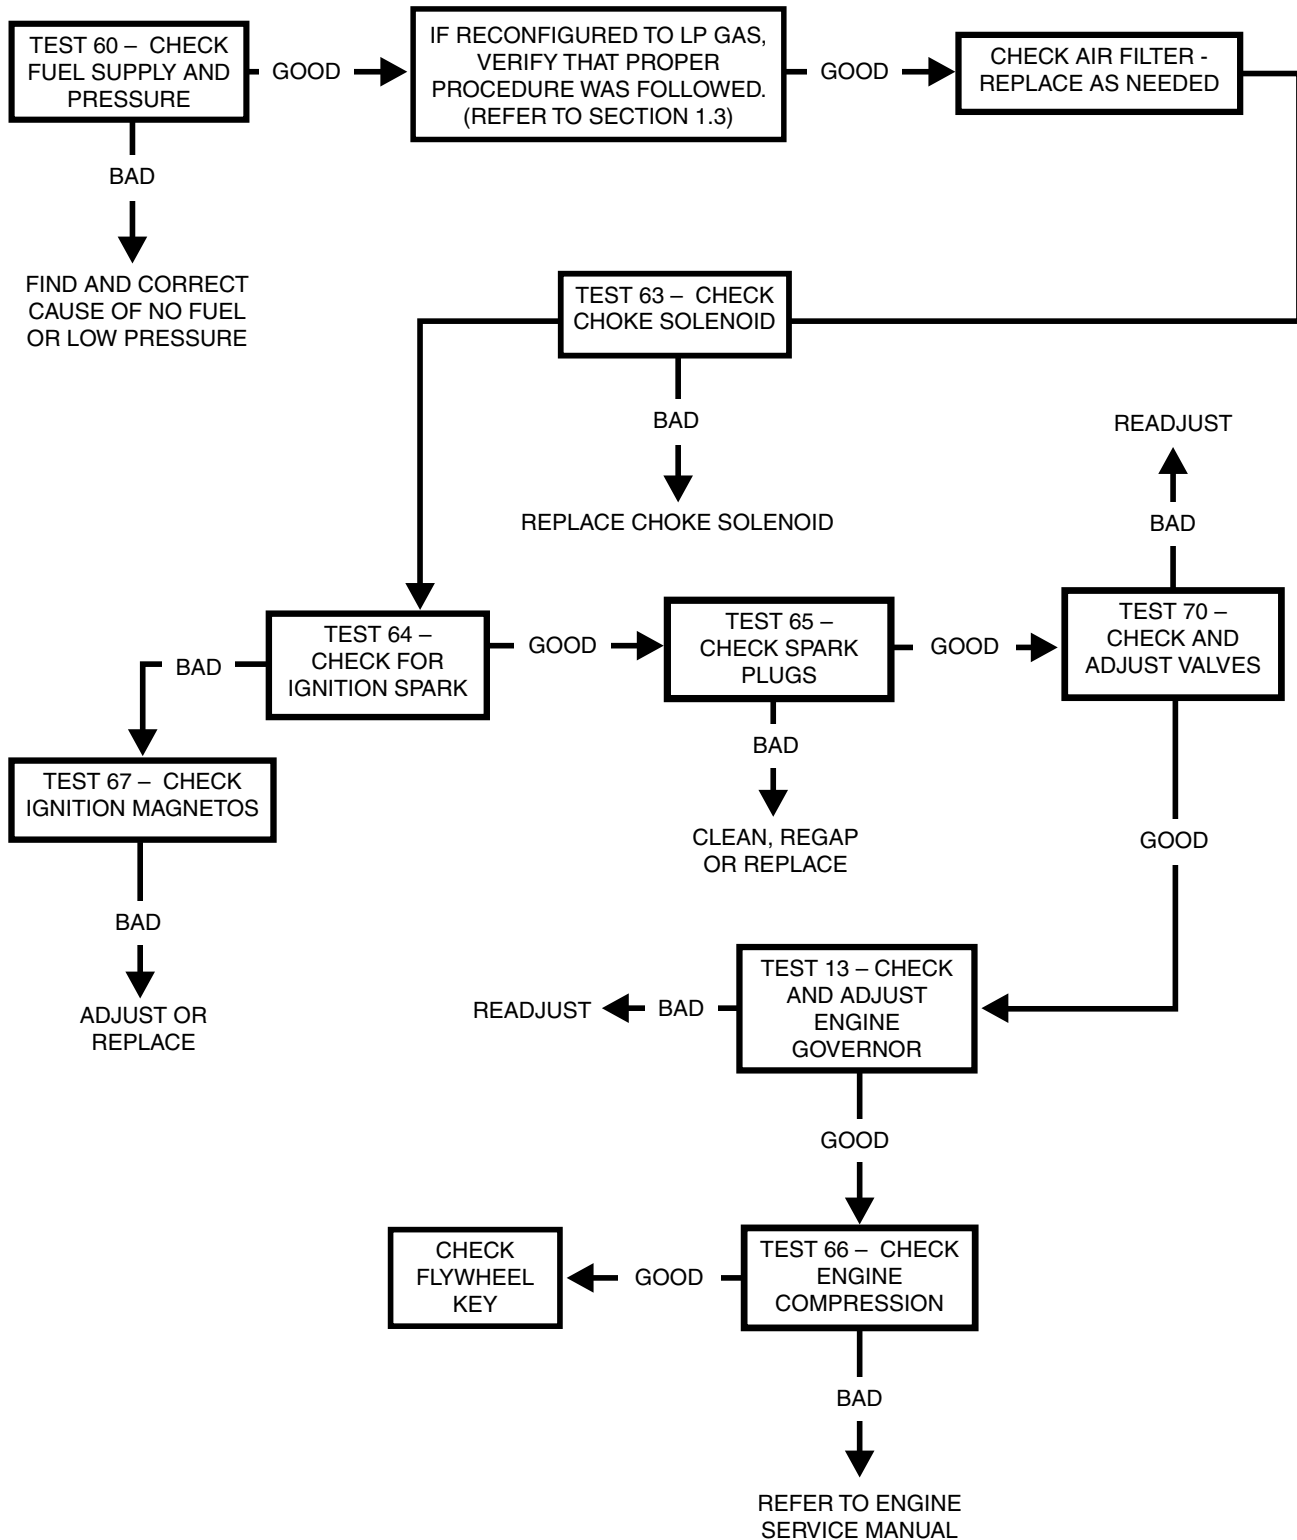 TEST 60 – CHECK
FUEL SUPPLY AND
PRESSURE
GOOD
IF RECONFIGURED TO LP GAS,
VERIFY THAT PROPER
PROCEDURE WAS FOLLOWED.
(REFER TO SECTION 1.3)
GOOD
CHECK AIR FILTER -
REPLACE AS NEEDED
BAD
FIND AND CORRECT
CAUSE OF NO FUEL
OR LOW PRESSURE
TEST 63 – CHECK
CHOKE SOLENOID
BAD
REPLACE CHOKE SOLENOID
READJUST
BAD
BAD
TEST 64 –
CHECK FOR
IGNITION SPARK
GOOD
TEST 65 –
CHECK SPARK
PLUGS
GOOD
TEST 70 –
CHECK AND
ADJUST VALVES
TEST 67 – CHECK
IGNITION MAGNETOS
BAD
CLEAN, REGAP
OR REPLACE
GOOD
BAD
ADJUST OR
REPLACE
READJUST
BAD
TEST 13 – CHECK
AND ADJUST
ENGINE
GOVERNOR
GOOD
CHECK
FLYWHEEL
KEY
GOOD
TEST 66 – CHECK
ENGINE
COMPRESSION
BAD
REFER TO ENGINE
SERVICE MANUAL